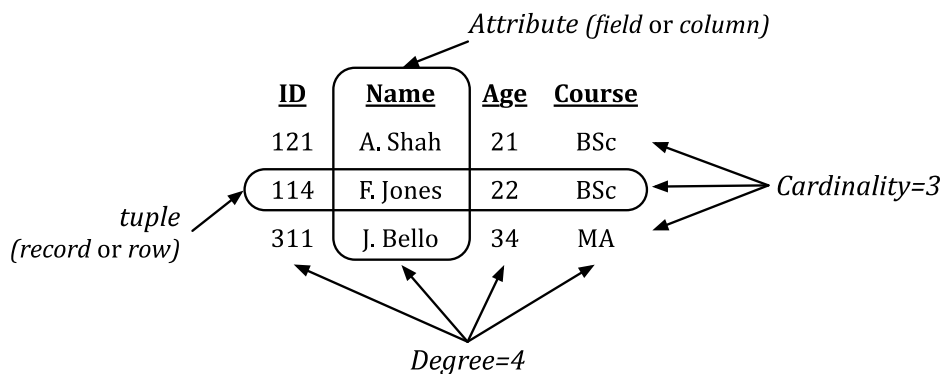 Attribute (field or column)
ID Name Age Course
121 A. Shah 21 BSc
114 F. Jones 22 BSc
Cardinality=3
tuple
(record or row)
311 J. Bello 34 MA
Degree=4